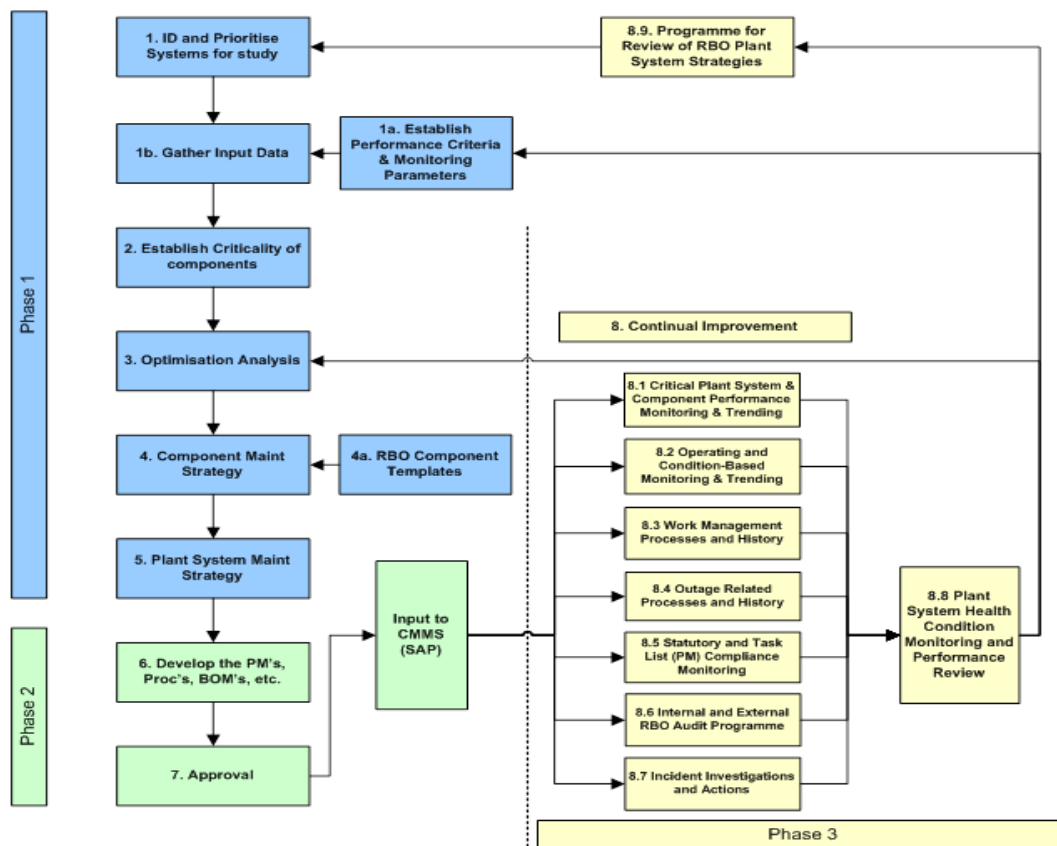 Phase 1
1. ID and Prioritise
Systems for study
8.9. Programme for
Review of RBO Plant
System Strategies
1b. Gather Input Data
1a. Establish
Performance Criteria
& Monitoring
Parameters
2. Establish Criticality of
components
8. Continual Improvement
3. Optimisation Analysis
8.1 Critical Plant System &
Component Performance
Monitoring & Trending
4. Component Maint
Strategy
4a. RBO Component
Templates
8.2 Operating and
Condition-Based
Monitoring & Trending
8.3 Work Management
Processes and History
5. Plant System Maint
Strategy
8.4 Outage Related
Processes and History
Input to
CMMS
(SAP)
8.8 Plant
System Health
Condition
Monitoring and
Performance
Review
Phase 2
6. Develop the PM's,
Proc's, BOM's, etc.
8.5 Statutory and Task
List (PM) Compliance
Monitoring
8.6 Internal and External
RBO Audit Programme
7. Approval
8.7 Incident Investigations
and Actions
Phase 3